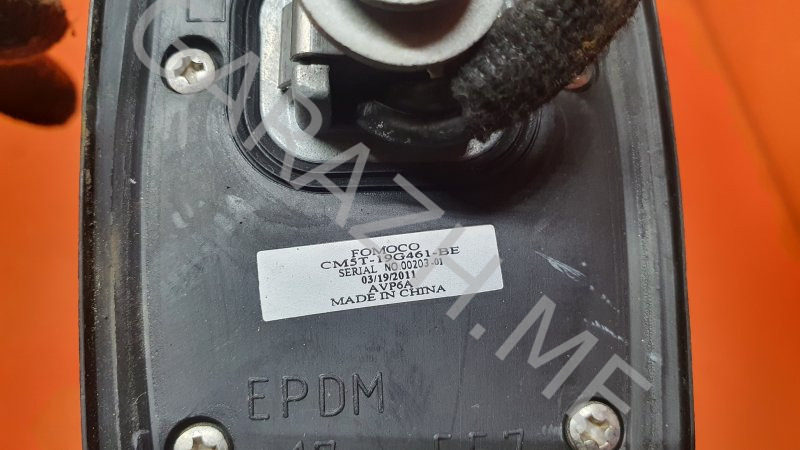 FOMOCO
CM5T-19G461-BE
SERIAL NO.00203-01
03/19/2011
AVP6A
MADE IN CHINA
EPDM
GARAZH.ME